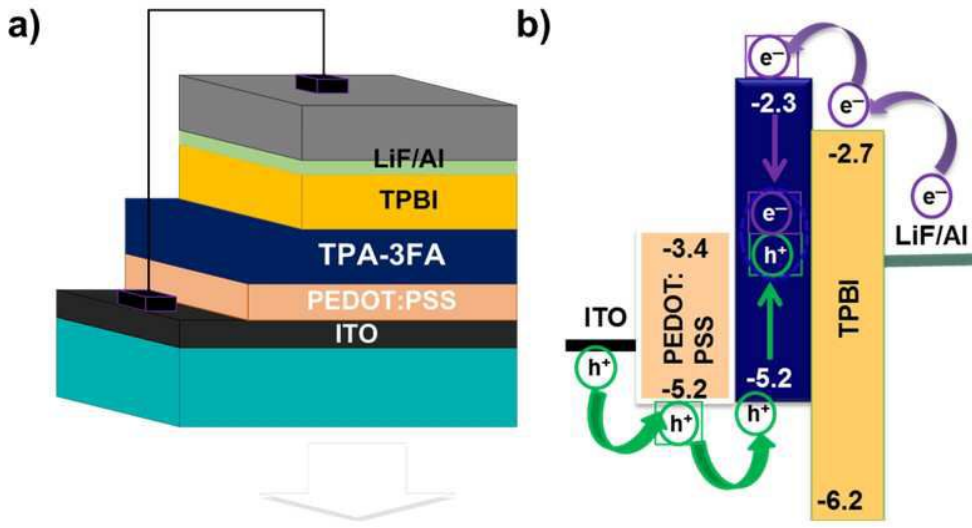 a)
LiF/Al
TPBI
TPA-3FA
PEDOT:PSS
ITO
b)
e–
e–
-2.3
-2.7
e–
e–
LiF/Al
h+
-3.4
ITO
PEDOT:
PSS
TPBI
h+
-5.2
-5.2
h+
h+
-6.2